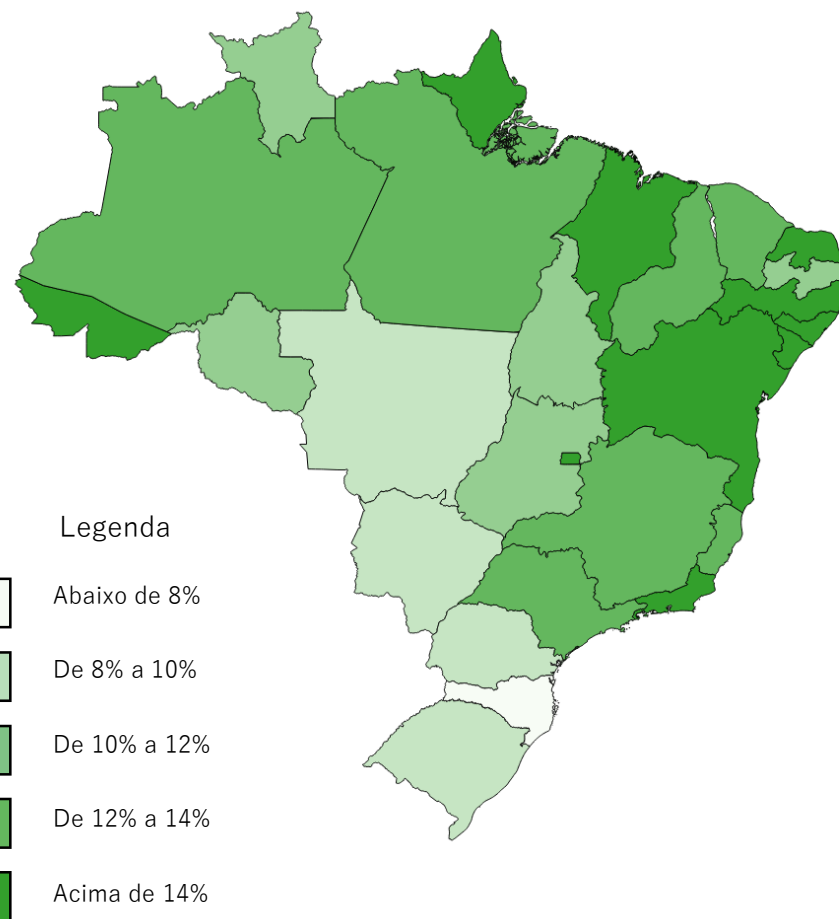 Legenda
Abaixo de 8%
De 8% a 10%
De 10% a 12%
De 12% a 14%
Acima de 14%